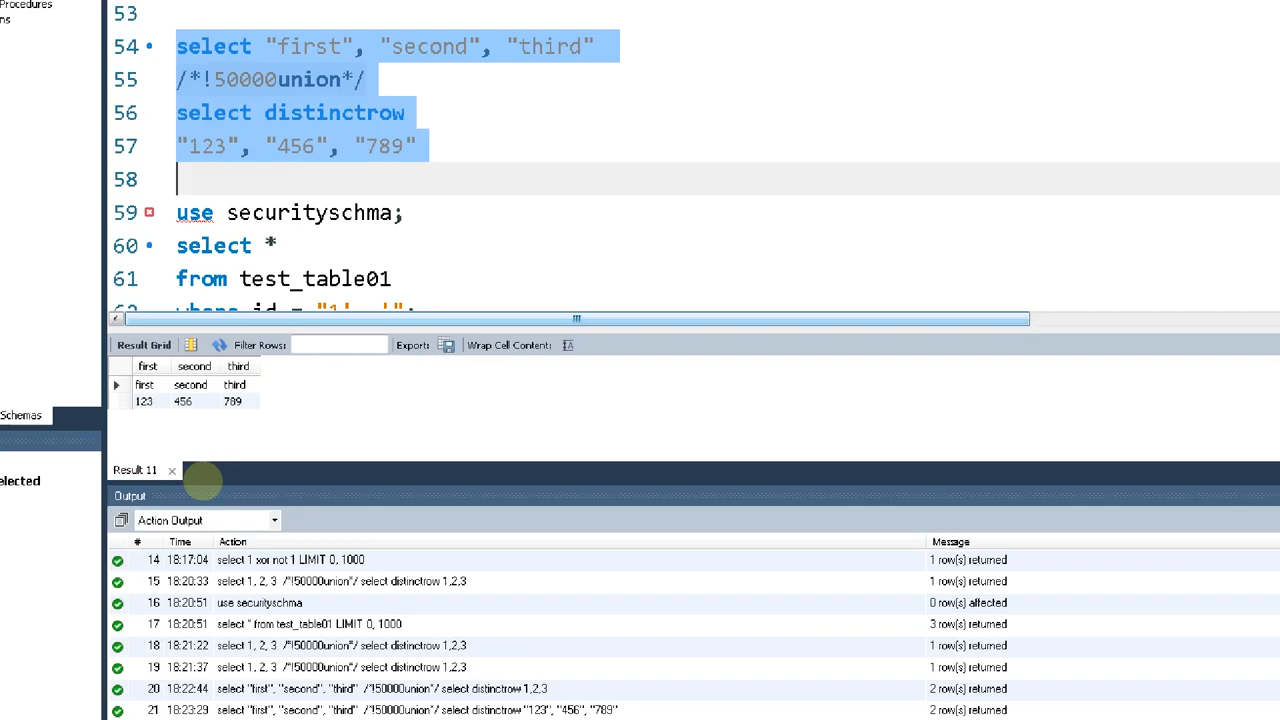 Procedures
ns
53
54 select "first", "second", "third"
55 /*!50000union*/
56 select distinctrow
57 "123", "456", "789"
58
59 use securityschma;
60 select *
61 from test_table01
62 where id = "1' -'";
Result Grid Filter Rows: Export: Wrap Cell Content:
first second third
first second third
123 456 789
Schemas
elected
Result 11
Output
Action Output
# Time Action Message
14 18:17:04 select 1 xor not 1 LIMIT 0, 1000 1 row(s) returned
15 18:20:33 select 1, 2, 3 /*!50000union*/ select distinctrow 1,2,3 1 row(s) returned
16 18:20:51 use securityschma 0 row(s) affected
17 18:20:51 select * from test_table01 LIMIT 0, 1000 3 row(s) returned
18 18:21:22 select 1, 2, 3 /*!50000union*/ select distinctrow 1,2,3 1 row(s) returned
19 18:21:37 select 1, 2, 3 /*!50000union*/ select distinctrow 1,2,3 1 row(s) returned
20 18:22:44 select "first", "second", "third" /*!50000union*/ select distinctrow 1,2,3 2 row(s) returned
21 18:23:29 select "first", "second", "third" /*!50000union*/ select distinctrow "123", "456", "789" 2 row(s) returned